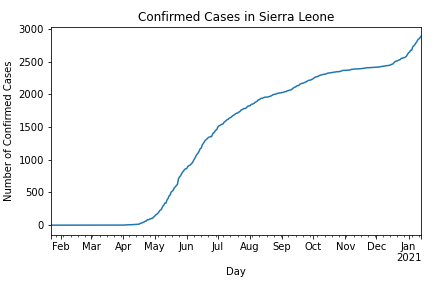 Confirmed Cases in Sierra Leone
3000
2500
2000
1500
1000
500
0
Number of Confirmed Cases
Feb Mar Apr May Jun Jul Aug Sep Oct Nov Dec Jan
2021
Day